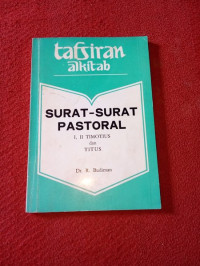 tafsiran
alkitab
SURAT-SURAT
PASTORAL
I, II TIMOTIUS
dan
TITUS
Dr. R. Budiman